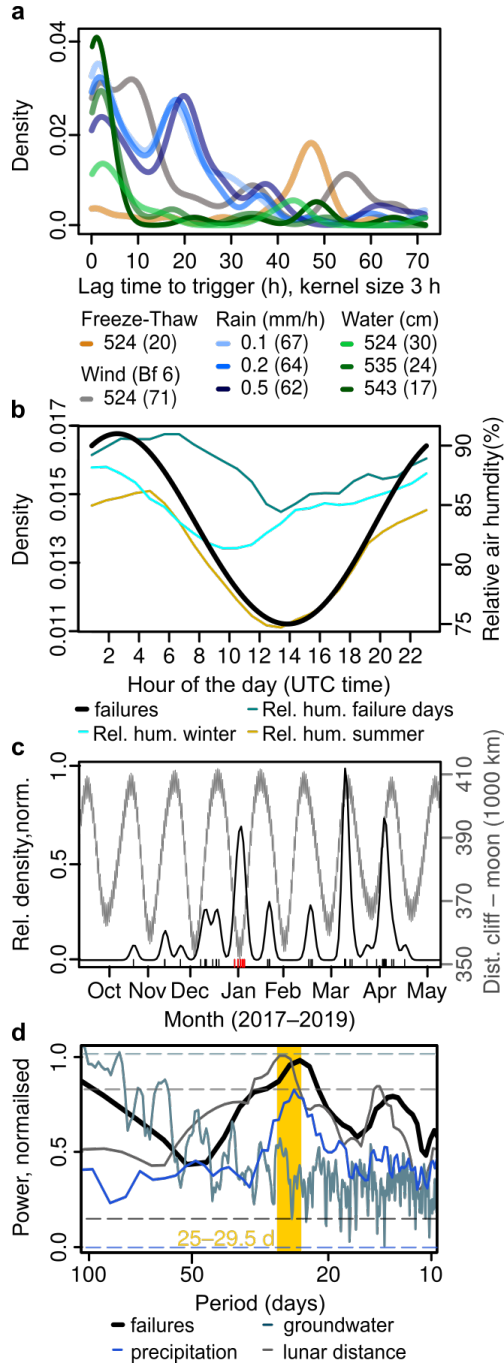 a
Density
0.04
0.02
0.0
0 10 20 30 40 50 60 70
Lag time to trigger (h), kernel size 3 h
Freeze-Thaw Rain (mm/h) Water (cm)
524 (20) 0.1 (67) 524 (30)
Wind (Bf 6) 0.2 (64) 535 (24)
524 (71) 0.5 (62) 543 (17)
b
Density
0.017
0.015
0.013
0.011
90
85
80
75
Relative air humdity(%)
2 4 6 8 10 12 14 16 18 20 22
Hour of the day (UTC time)
failures Rel. hum. failure days
Rel. hum. winter Rel. hum. summer
c
Rel. density,norm.
1.0
0.5
0.0
410
390
370
350
Dist. cliff – moon (1000 km)
Oct Nov Dec Jan Feb Mar Apr May
Month (2017–2019)
d
Power, normalised
1.0
0.5
0.0
25–29.5 d
100 50 20 10
Period (days)
failures groundwater
precipitation lunar distance